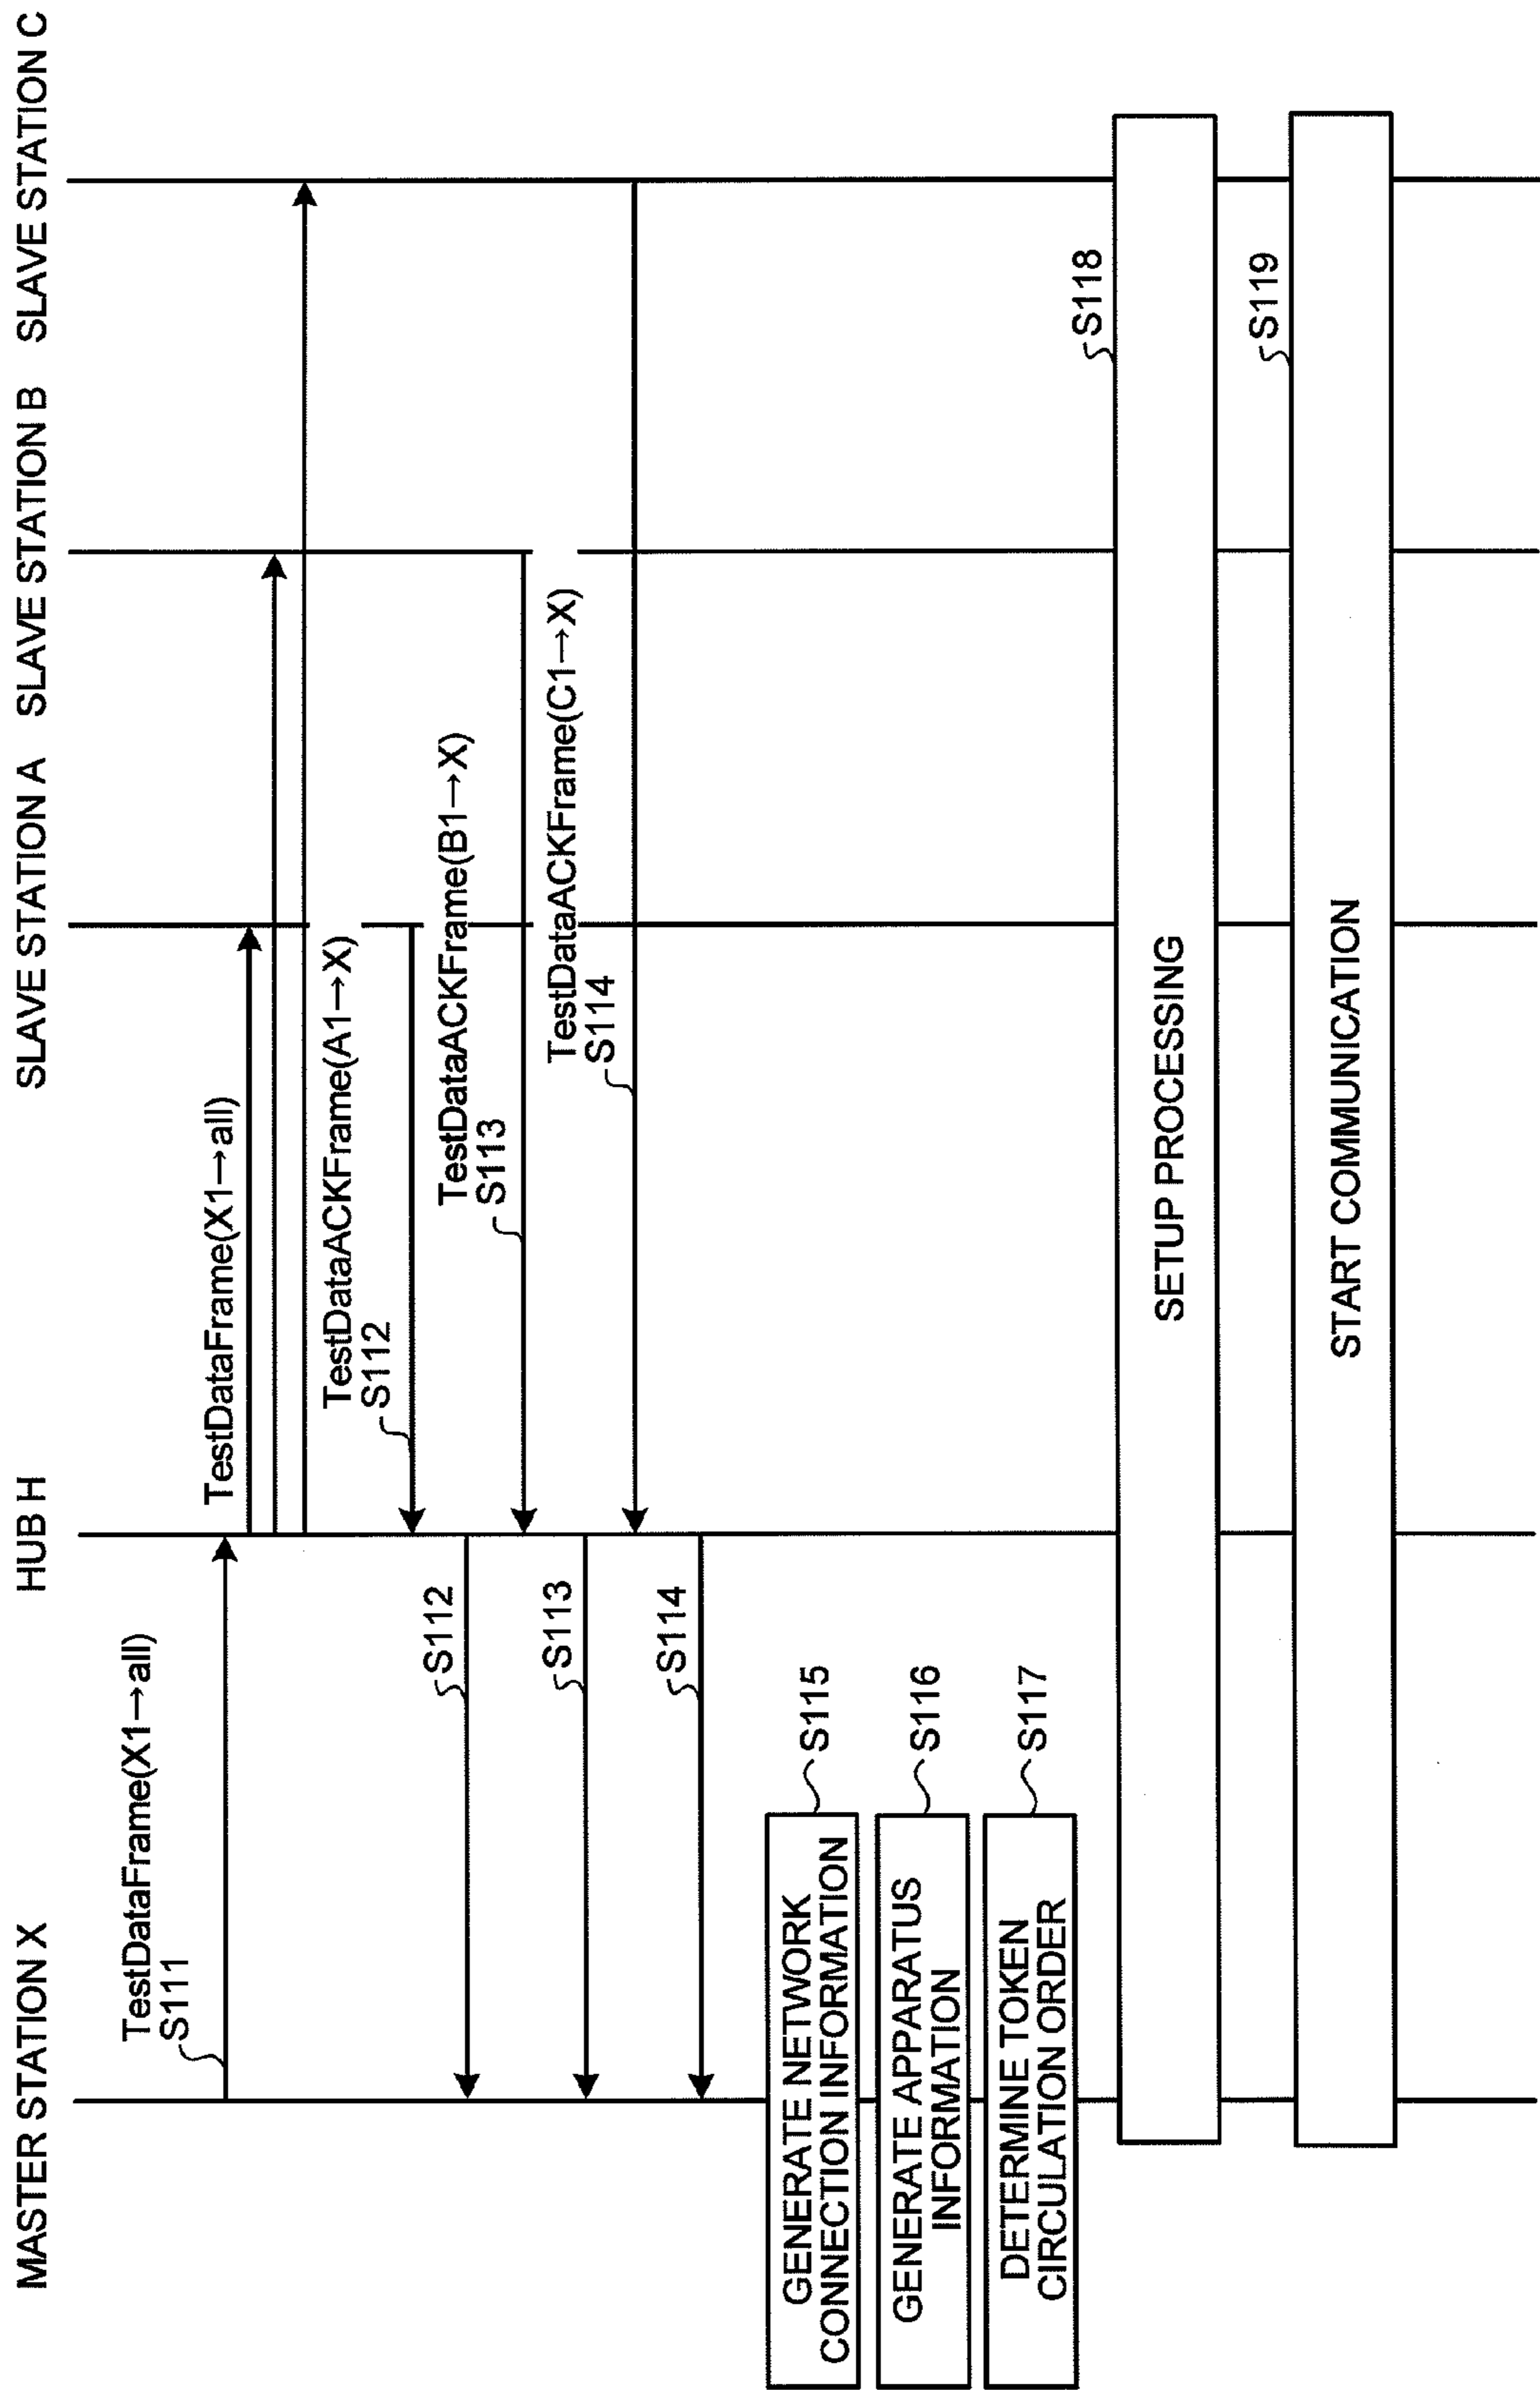 MASTER STATION X
HUB H
SLAVE STATION A
SLAVE STATION B
SLAVE STATION C
TestDataFrame(X1→all)
S111
TestDataFrame(X1→all)
TestDataACKFrame(A1→X)
S112
S112
TestDataACKFrame(B1→X)
S113
S113
TestDataACKFrame(C1→X)
S114
S114
GENERATE NETWORK
CONNECTION INFORMATION
S115
GENERATE APPARATUS
INFORMATION
S116
DETERMINE TOKEN
CIRCULATION ORDER
S117
SETUP PROCESSING
S118
START COMMUNICATION
S119